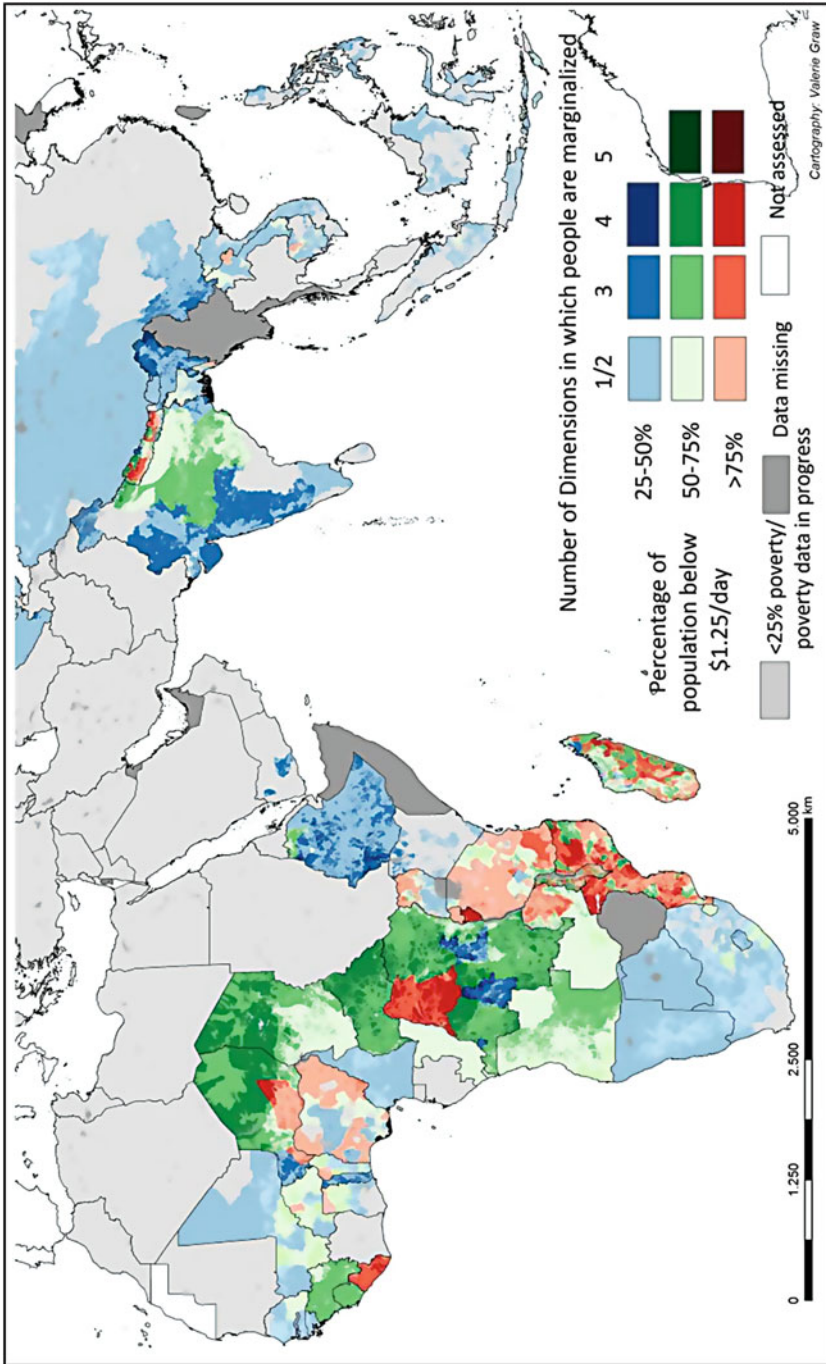 Number of Dimensions in which people are marginalized
1/2 3 4 5
Percentage of
population below
$1.25/day
25-50%
50-75%
>75%
<25% poverty/
poverty data in progress
Data missing
Not assessed
0 1.250 2.500 5.000
km
Cartography: Valerie Graw